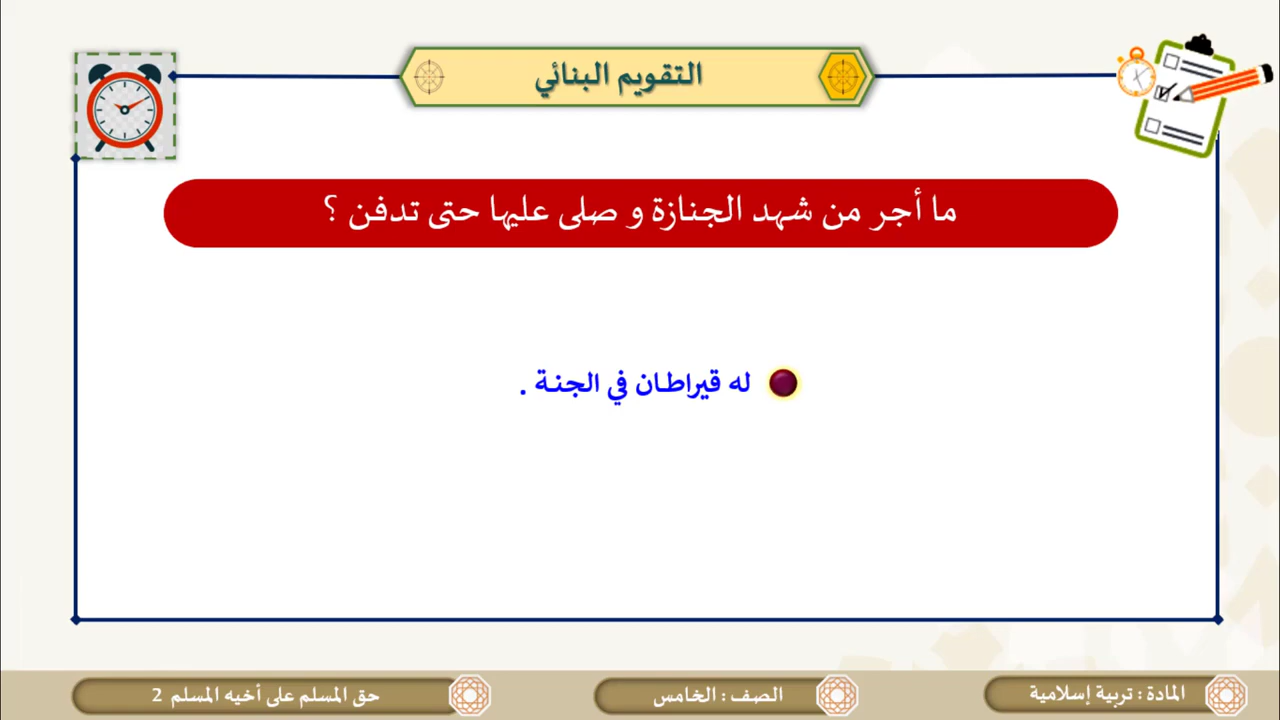 التقويم البنائي
ما أجر من شهد الجنازة و صلى عليها حتى تدفن ؟
له قيراطان في الجنة .
المادة : تربية إسلامية
الصف : الخامس
حق المسلم على أخيه المسلم 2